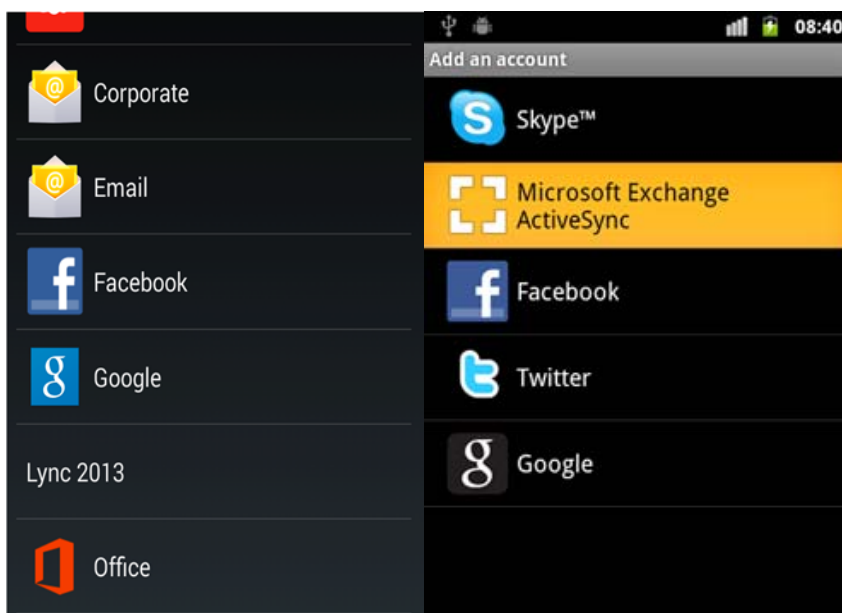 Corporate
Email
Facebook
Google
Lync 2013
Office
08:40
Add an account
Skype™
Microsoft Exchange
ActiveSync
Facebook
Twitter
Google